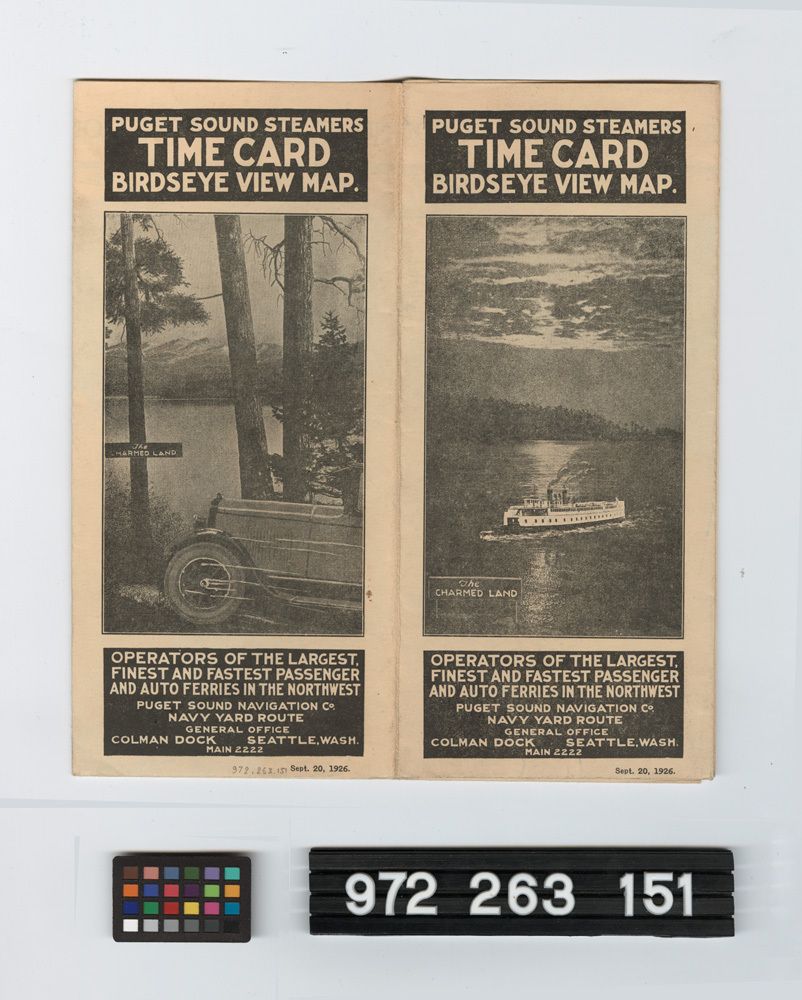 PUGET SOUND STEAMERS
TIME CARD
BIRDSEYE VIEW MAP.
The
CHARMED LAND
OPERATORS OF THE LARGEST,
FINEST AND FASTEST PASSENGER
AND AUTO FERRIES IN THE NORTHWEST
PUGET SOUND NAVIGATION Co.
NAVY YARD ROUTE
GENERAL OFFICE
COLMAN DOCK SEATTLE, WASH.
MAIN 2222
972.263.151 Sept. 20, 1926.
PUGET SOUND STEAMERS
TIME CARD
BIRDSEYE VIEW MAP.
The
CHARMED LAND
OPERATORS OF THE LARGEST,
FINEST AND FASTEST PASSENGER
AND AUTO FERRIES IN THE NORTHWEST
PUGET SOUND NAVIGATION Co.
NAVY YARD ROUTE
GENERAL OFFICE
COLMAN DOCK SEATTLE, WASH.
MAIN 2222
Sept. 20, 1926.
972 263 151